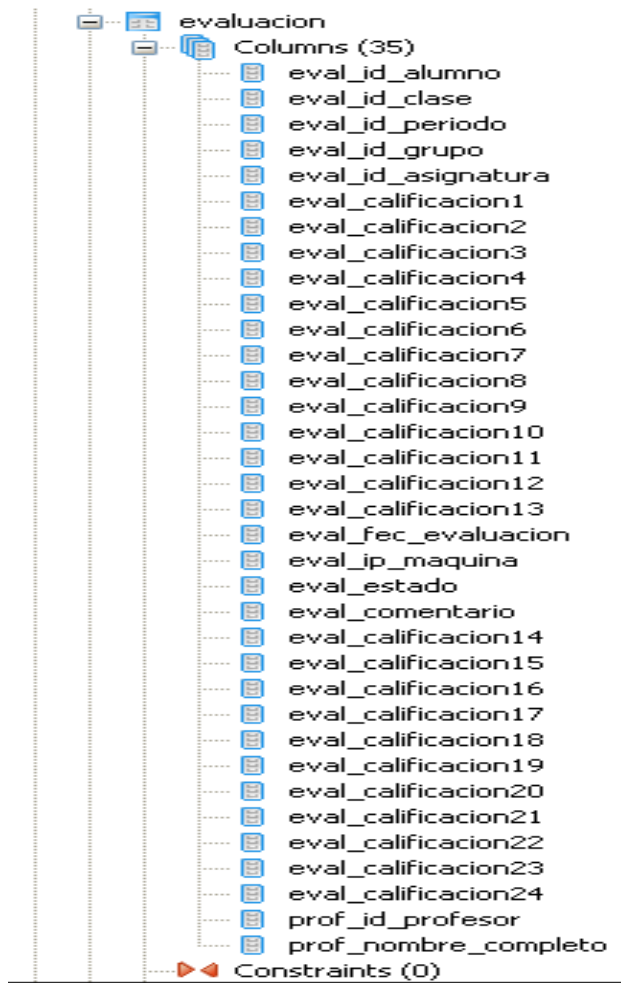 evaluacion
Columns (35)
eval_id_alumno
eval_id_clase
eval_id_periodo
eval_id_grupo
eval_id_asignatura
eval_calificacion1
eval_calificacion2
eval_calificacion3
eval_calificacion4
eval_calificacion5
eval_calificacion6
eval_calificacion7
eval_calificacion8
eval_calificacion9
eval_calificacion10
eval_calificacion11
eval_calificacion12
eval_calificacion13
eval_fec_evaluacion
eval_ip_maquina
eval_estado
eval_comentario
eval_calificacion14
eval_calificacion15
eval_calificacion16
eval_calificacion17
eval_calificacion18
eval_calificacion19
eval_calificacion20
eval_calificacion21
eval_calificacion22
eval_calificacion23
eval_calificacion24
prof_id_profesor
prof_nombre_completo
Constraints (0)